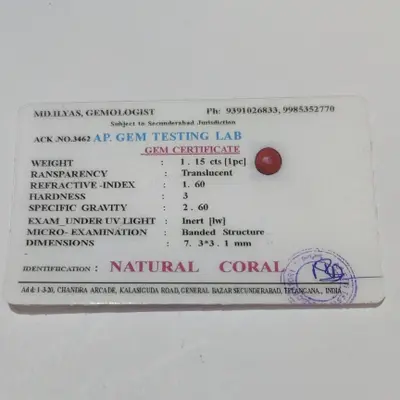 MD.ILYAS, GEMOLOGIST Ph: 9391026833, 9985352770
Subject to Secunderabad Jurisdiction
ACK .NO.3462 AP. GEM TESTING LAB
GEM CERTIFICATE
WEIGHT : 1. 15 cts [1pc]
RANSPARENCY : Translucent
REFRACTIVE -INDEX : 1. 60
HARDNESS : 3
SPECIFIC GRAVITY : 2. 60
EXAM_UNDER UV.LIGHT : Inert [lw]
MICRO- EXAMINATION : Banded Structure
DIMENSIONS : 7. 3*3. 1 mm
IDENTIFICATION : NATURAL CORAL
Add: 1-3-20, CHANDRA ARCADE, KALASIGUDA ROAD, GENERAL BAZAR SECUNDERABAD, TELANGANA., INDIA